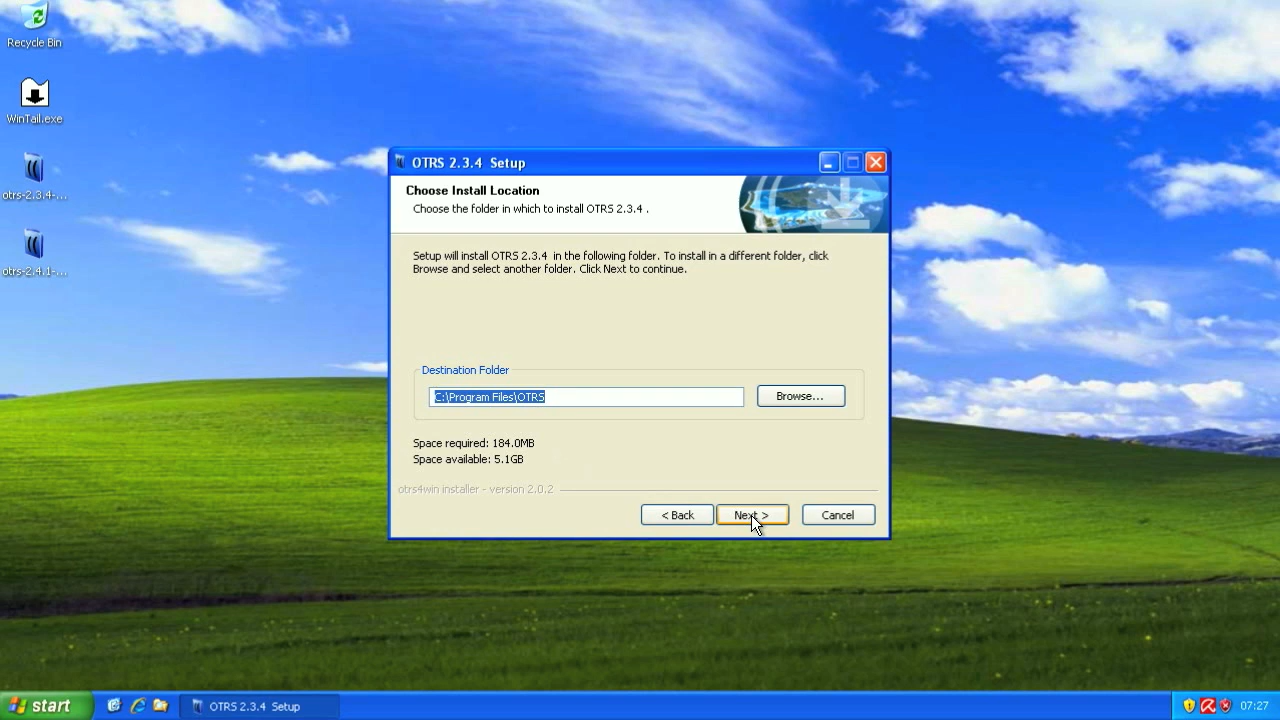 Recycle Bin
WinTail.exe
otrs-2.3.4-...
otrs-2.4.1-...
OTRS 2.3.4 Setup
Choose Install Location
Choose the folder in which to install OTRS 2.3.4 .
Setup will install OTRS 2.3.4 in the following folder. To install in a different folder, click
Browse and select another folder. Click Next to continue.
Destination Folder
C:\Program Files\OTRS
Browse...
Space required: 184.0MB
Space available: 5.1GB
otrs4win installer - version 2.0.2
< Back
Next >
Cancel
start
OTRS 2.3.4 Setup
07:27